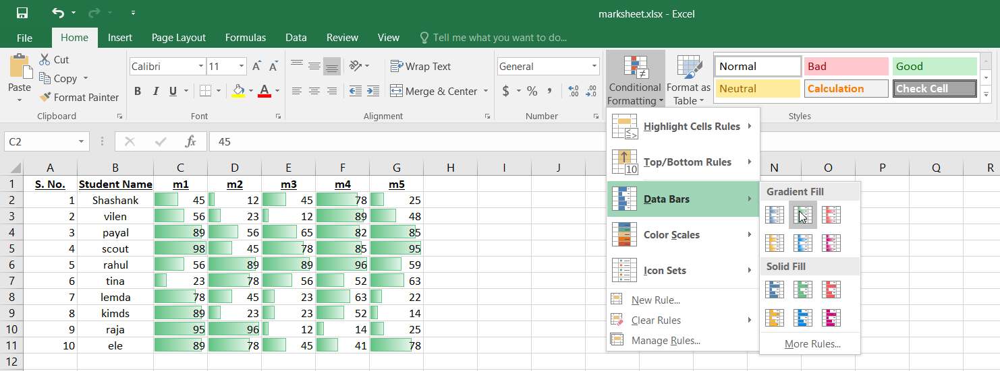 marksheet.xlsx - Excel
File Home Insert Page Layout Formulas Data Review View Tell me what you want to do...
Paste
Cut
Copy
Format Painter
Clipboard
Calibri 11
B I U A
Font
Wrap Text
Merge & Center
Alignment
General
$ % , .00
Number
Conditional Formatting
Format as Table
Normal Bad Good
Neutral Calculation Check Cell
Styles
C2 fx 45
A B C D E F G H I J N O P Q R
1 S. No. Student Name m1 m2 m3 m4 m5
2 1 Shashank 45 12 45 78 25
3 2 vilen 56 23 12 89 48
4 3 payal 89 56 65 82 85
5 4 scout 98 45 78 85 95
6 5 rahul 56 89 89 96 59
7 6 tina 23 78 56 52 63
8 7 lemda 78 45 23 63 22
9 8 kimds 89 23 23 52 14
10 9 raja 95 96 12 14 25
11 10 ele 89 78 45 41 78
12
Highlight Cells Rules
Top/Bottom Rules
Data Bars
Color Scales
Icon Sets
New Rule...
Clear Rules
Manage Rules...
Gradient Fill
Solid Fill
More Rules...